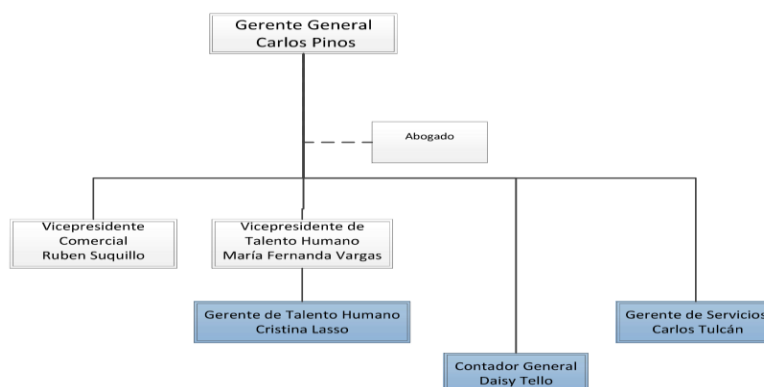 Gerente General
Carlos Pinos
Abogado
Vicepresidente
Comercial
Ruben Suquillo
Vicepresidente de
Talento Humano
María Fernanda Vargas
Gerente de Talento Humano
Cristina Lasso
Gerente de Servicios
Carlos Tulcán
Contador General
Daisy Tello